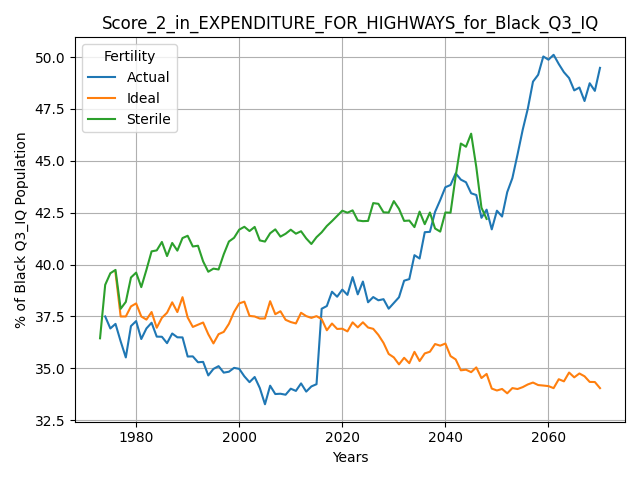 Score_2_in_EXPENDITURE_FOR_HIGHWAYS_for_Black_Q3_IQ
Fertility
Actual
Ideal
Sterile
% of Black Q3_IQ Population
50.0
47.5
45.0
42.5
40.0
37.5
35.0
32.5
1980
2000
2020
2040
2060
Years